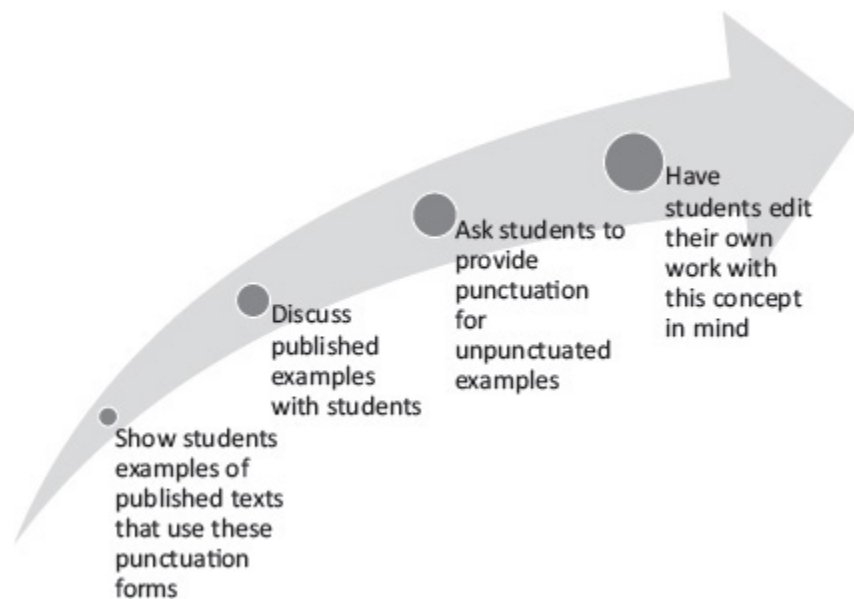 Show students
examples of
published texts
that use these
punctuation
forms
Discuss
published
examples
with students
Ask students to
provide
punctuation
for
unpunctuated
examples
Have
students edit
their own
work with
this concept
in mind